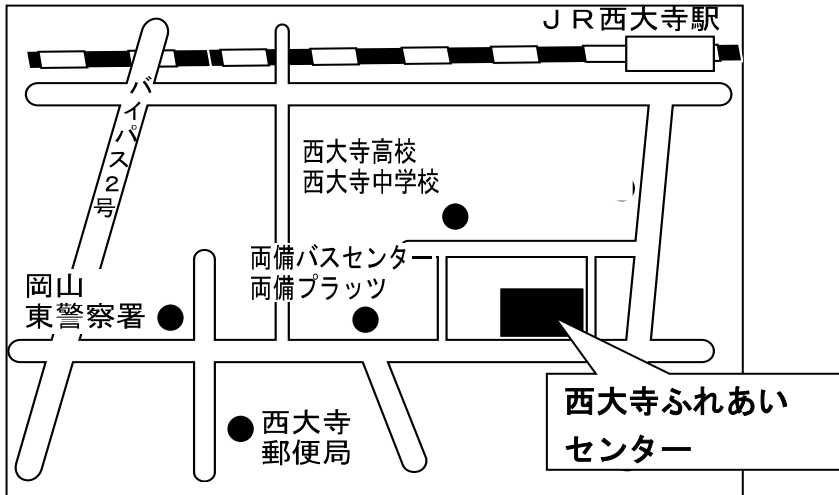 JR西大寺駅
バイパス2号
西大寺高校
西大寺中学校
両備バスセンター
両備プラッツ
岡山
東警察署
西大寺ふれあい
センター
西大寺
郵便局